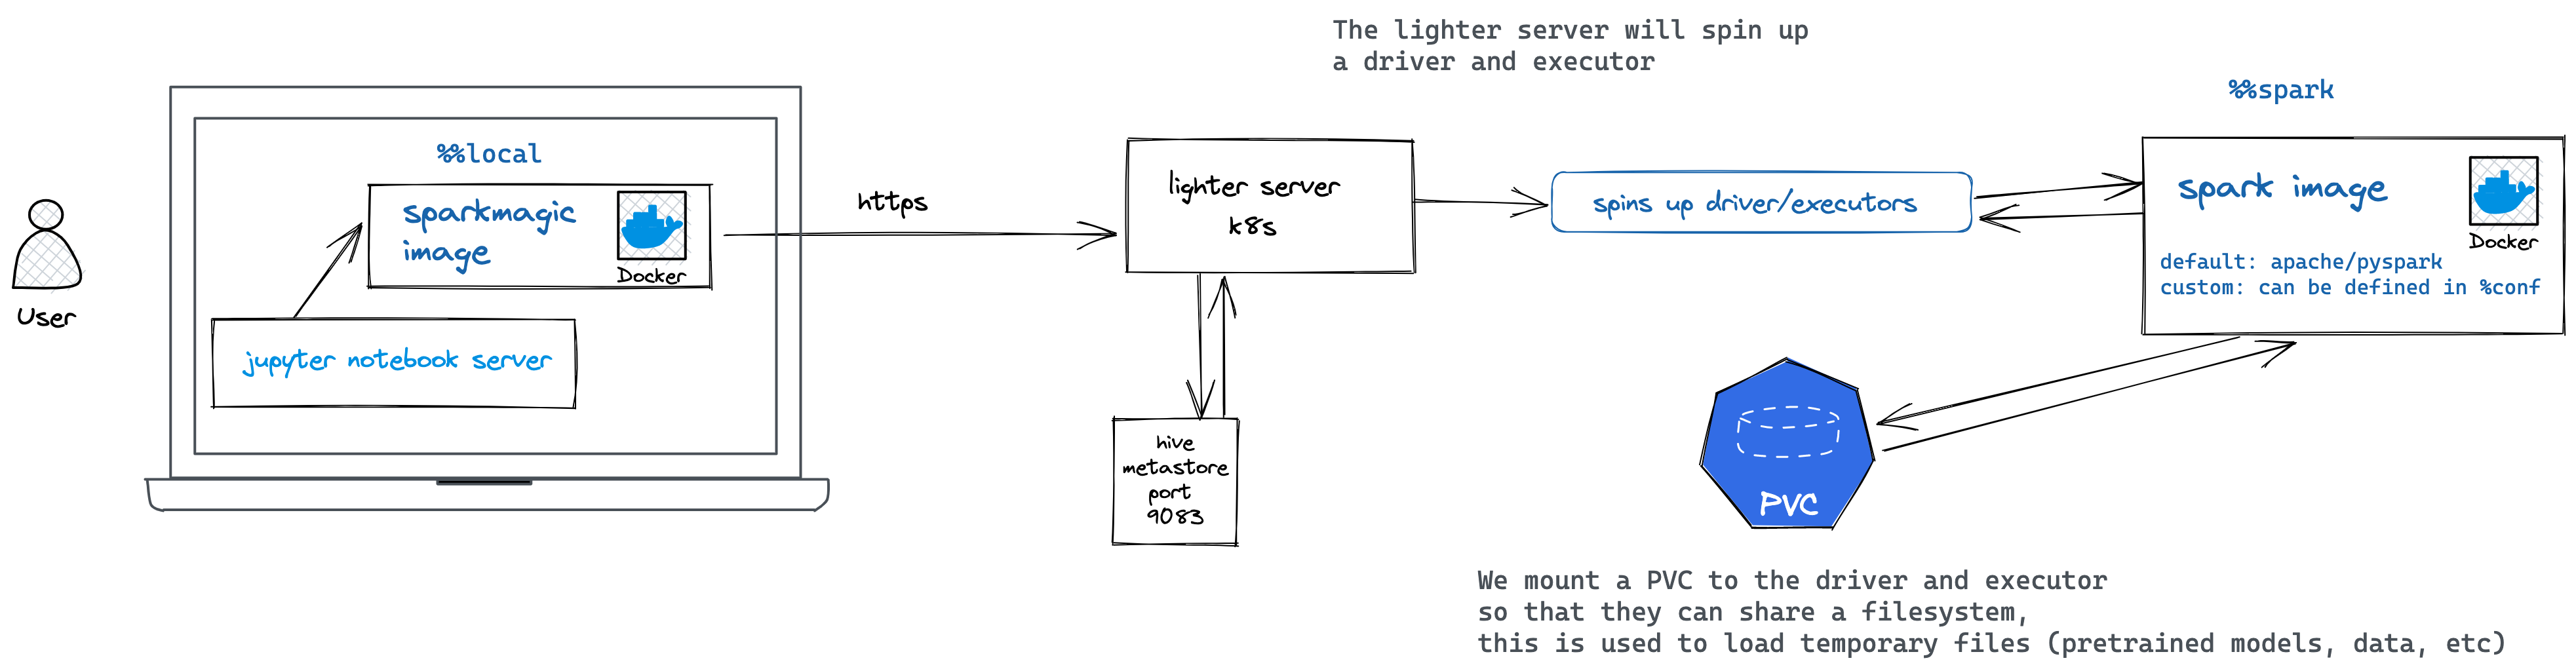 The lighter server will spin up
a driver and executor
%%spark
%%local
sparkmagic
image
Docker
https
lighter server
k8s
spins up driver/executors
spark image
Docker
default: apache/pyspark
custom: can be defined in %conf
User
jupyter notebook server
hive
metastore
port
9083
PVC
We mount a PVC to the driver and executor
so that they can share a filesystem,
this is used to load temporary files (pretrained models, data, etc)